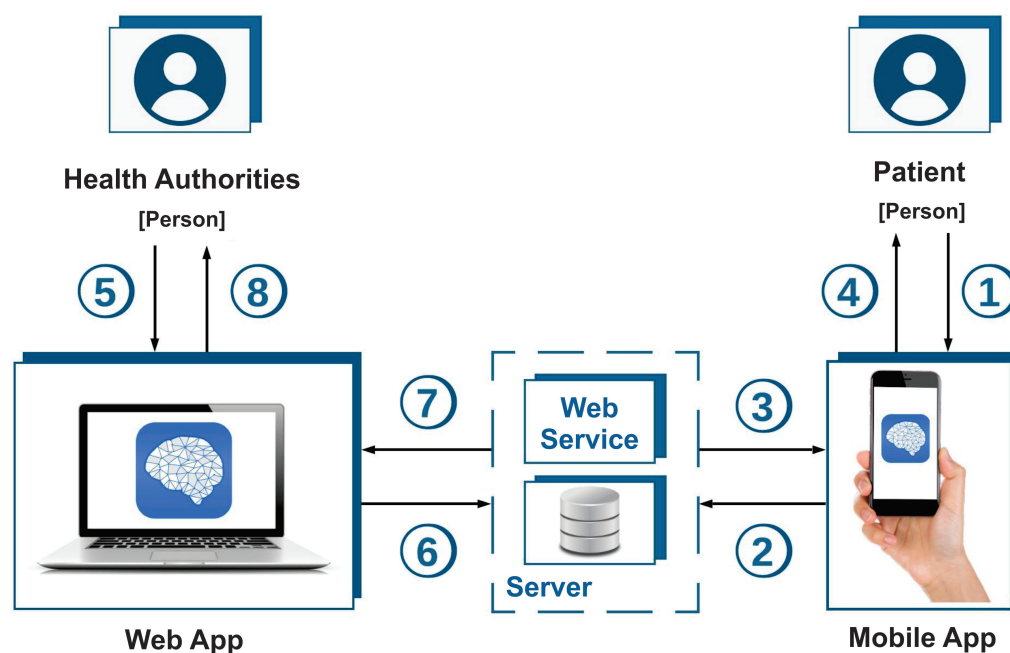 Health Authorities
[Person]
Patient
[Person]
5
8
4
1
7
Web
Service
3
6
Server
2
Web App
Mobile App